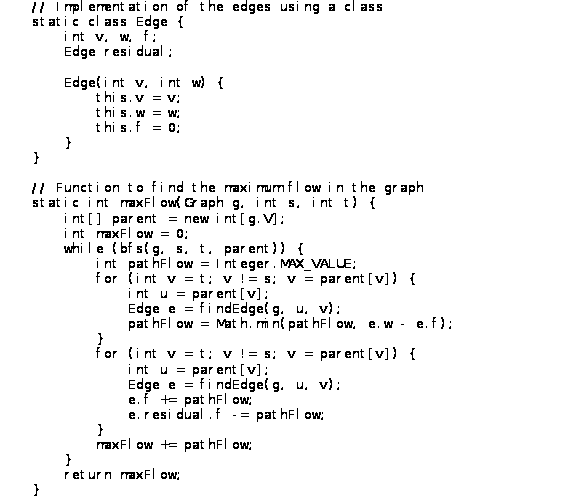 // Implementation of the edges using a class
static class Edge {
    int v, w, f;
    Edge residual;

    Edge(int v, int w) {
        this.v = v;
        this.w = w;
        this.f = 0;
    }
}

// Function to find the maximum flow in the graph
static int maxFlow(Graph g, int s, int t) {
    int[] parent = new int[g.V];
    int maxFlow = 0;
    while (bfs(g, s, t, parent)) {
        int pathFlow = Integer.MAX_VALUE;
        for (int v = t; v != s; v = parent[v]) {
            int u = parent[v];
            Edge e = findEdge(g, u, v);
            pathFlow = Math.min(pathFlow, e.w - e.f);
        }
        for (int v = t; v != s; v = parent[v]) {
            int u = parent[v];
            Edge e = findEdge(g, u, v);
            e.f += pathFlow;
            e.residual.f -= pathFlow;
        }
        maxFlow += pathFlow;
    }
    return maxFlow;
}